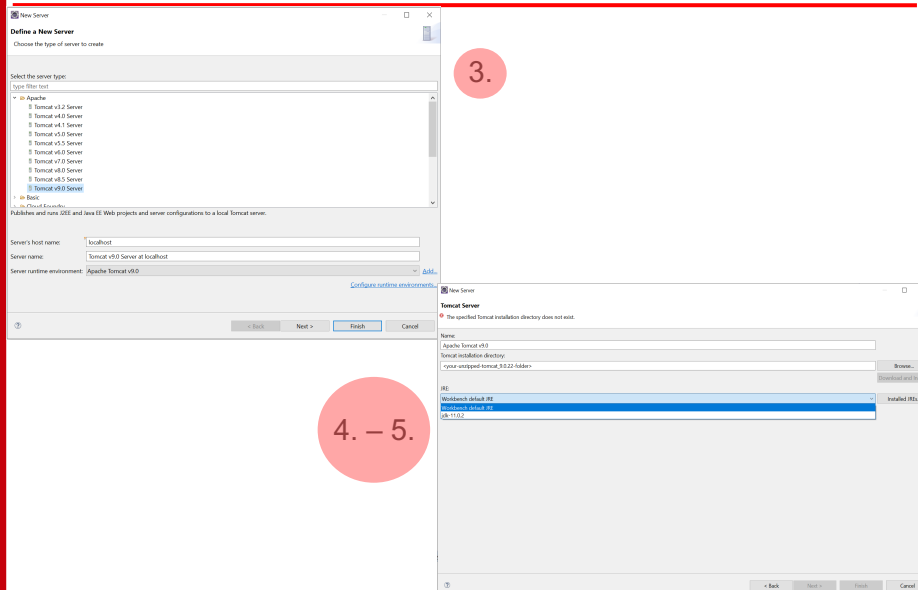 New Server
Define a New Server
Choose the type of server to create
Select the server type:
type filter text
Apache
Tomcat v3.2 Server
Tomcat v4.0 Server
Tomcat v4.1 Server
Tomcat v5.0 Server
Tomcat v5.5 Server
Tomcat v6.0 Server
Tomcat v7.0 Server
Tomcat v8.0 Server
Tomcat v8.5 Server
Tomcat v9.0 Server
Basic
Cloud Foundry
Publishes and runs J2EE and Java EE Web projects and server configurations to a local Tomcat server.
Server's host name: localhost
Server name: Tomcat v9.0 Server at localhost
Server runtime environment: Apache Tomcat v9.0 Add...
Configure runtime environments...
< Back Next > Finish Cancel
3.
4. – 5.
New Server
Tomcat Server
The specified Tomcat installation directory does not exist.
Name:
Apache Tomcat v9.0
Tomcat installation directory:
<your-unzipped-tomcat_9.0.22-folder> Browse...
Download and
JRE:
Workbench default JRE Installed JREs
Workbench default JRE
jdk-11.0.2
< Back Next > Finish Cancel